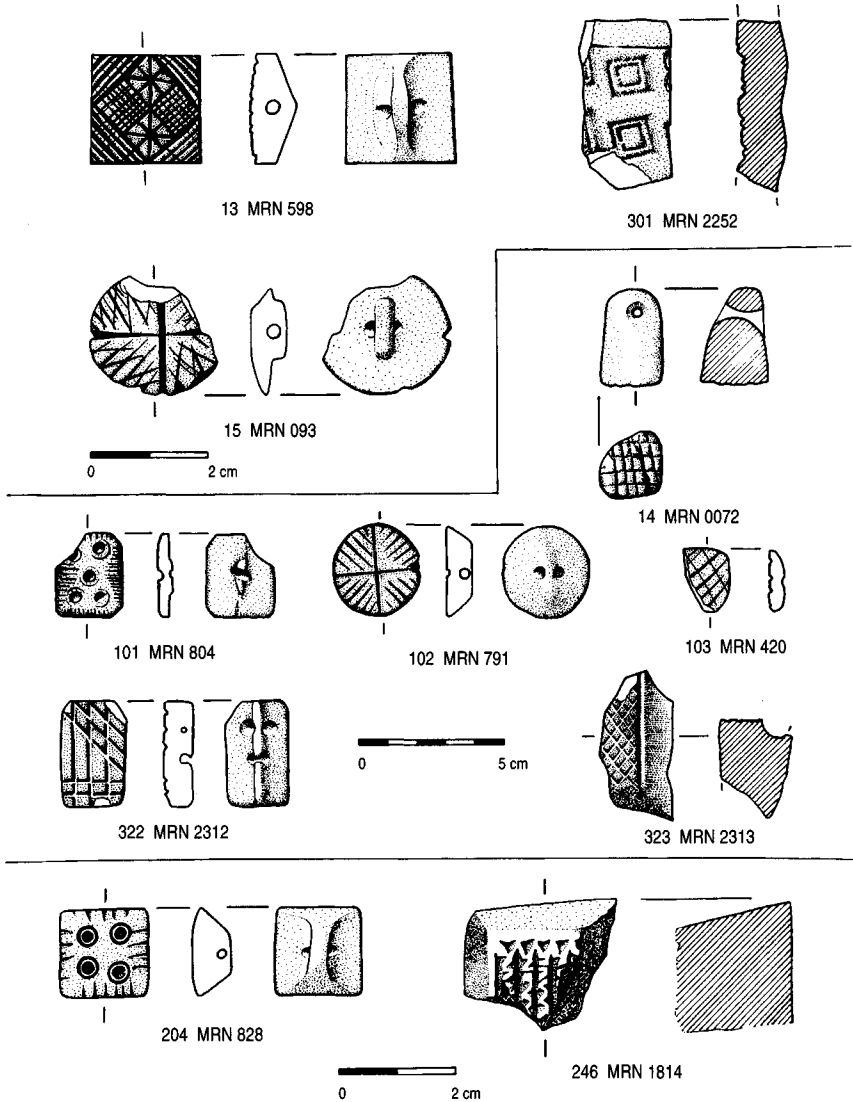 13 MRN 598
301 MRN 2252
15 MRN 093
0 2 cm
14 MRN 0072
101 MRN 804
102 MRN 791
103 MRN 420
322 MRN 2312
5 cm
323 MRN 2313
204 MRN 828
246 MRN 1814
0 2 cm